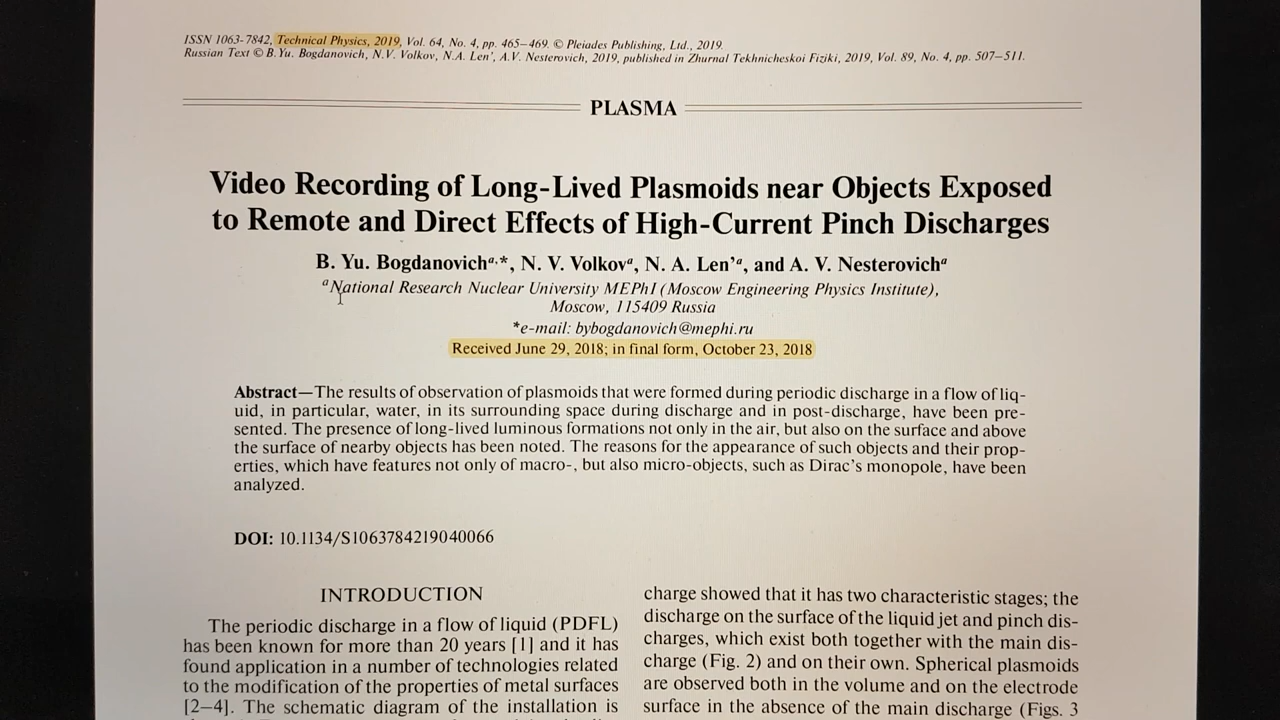 ISSN 1063-7842, Technical Physics, 2019, Vol. 64, No. 4, pp. 465–469. © Pleiades Publishing, Ltd., 2019.
Russian Text © B. Yu. Bogdanovich, N.V. Volkov, N.A. Len', A.V. Nesterovich, 2019, published in Zhurnal Tekhnicheskoi Fiziki, 2019, Vol. 89, No. 4, pp. 507–511.
PLASMA
Video Recording of Long-Lived Plasmoids near Objects Exposed
to Remote and Direct Effects of High-Current Pinch Discharges
B. Yu. Bogdanovichᵃ,*, N. V. Volkovᵃ, N. A. Len’ᵃ, and A. V. Nesterovichᵃ
ᵃNational Research Nuclear University MEPhI (Moscow Engineering Physics Institute),
Moscow, 115409 Russia
*e-mail: bybogdanovich@mephi.ru
Received June 29, 2018; in final form, October 23, 2018
Abstract—The results of observation of plasmoids that were formed during periodic discharge in a flow of liq-
uid, in particular, water, in its surrounding space during discharge and in post-discharge, have been pre-
sented. The presence of long-lived luminous formations not only in the air, but also on the surface and above
the surface of nearby objects has been noted. The reasons for the appearance of such objects and their prop-
erties, which have features not only of macro-, but also micro-objects, such as Dirac’s monopole, have been
analyzed.
DOI: 10.1134/S1063784219040066
INTRODUCTION
The periodic discharge in a flow of liquid (PDFL)
has been known for more than 20 years [1] and it has
found application in a number of technologies related
to the modification of the properties of metal surfaces
[2–4]. The schematic diagram of the installation is
charge showed that it has two characteristic stages; the
discharge on the surface of the liquid jet and pinch dis-
charges, which exist both together with the main dis-
charge (Fig. 2) and on their own. Spherical plasmoids
are observed both in the volume and on the electrode
surface in the absence of the main discharge (Figs. 3